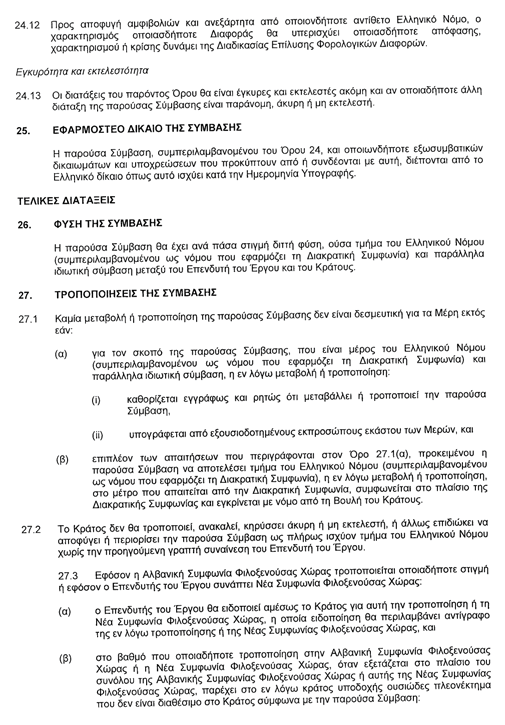 24.12 Προς αποφυγή αμφιβολιών και ανεξάρτητα από οποιονδήποτε αντίθετο Ελληνικό Νόμο, ο
χαρακτηρισμός οποιασδήποτε Διαφοράς θα υπερισχύει οποιασδήποτε απόφασης,
χαρακτηρισμού ή κρίσης δυνάμει της Διαδικασίας Επίλυσης Φορολογικών Διαφορών.
Εγκυρότητα και εκτελεστότητα
24.13 Οι διατάξεις του παρόντος Όρου θα είναι έγκυρες και εκτελεστές ακόμη και αν οποιαδήποτε άλλη
διάταξη της παρούσας Σύμβασης είναι παράνομη, άκυρη ή μη εκτελεστή.
25. ΕΦΑΡΜΟΣΤΕΟ ΔΙΚΑΙΟ ΤΗΣ ΣΥΜΒΑΣΗΣ
Η παρούσα Σύμβαση, συμπεριλαμβανομένου του Όρου 24, και οποιωνδήποτε εξωσυμβατικών
δικαιωμάτων και υποχρεώσεων που προκύπτουν από ή συνδέονται με αυτή, διέπονται από το
Ελληνικό δίκαιο όπως αυτό ισχύει κατά την Ημερομηνία Υπογραφής.
ΤΕΛΙΚΕΣ ΔΙΑΤΑΞΕΙΣ
26. ΦΥΣΗ ΤΗΣ ΣΥΜΒΑΣΗΣ
Η παρούσα Σύμβαση θα έχει ανά πάσα στιγμή διττή φύση, ούσα τμήμα του Ελληνικού Νόμου
(συμπεριλαμβανομένου ως νόμου που εφαρμόζει τη Διακρατική Συμφωνία) και παράλληλα
ιδιωτική σύμβαση μεταξύ του Επενδυτή του Έργου και του Κράτους.
27. ΤΡΟΠΟΠΟΙΗΣΕΙΣ ΤΗΣ ΣΥΜΒΑΣΗΣ
27.1 Καμία μεταβολή ή τροποποίηση της παρούσας Σύμβασης δεν είναι δεσμευτική για τα Μέρη εκτός
εάν:
(α) για τον σκοπό της παρούσας Σύμβασης, που είναι μέρος του Ελληνικού Νόμου
(συμπεριλαμβανομένου ως νόμου που εφαρμόζει τη Διακρατική Συμφωνία) και
παράλληλα ιδιωτική σύμβαση, η εν λόγω μεταβολή ή τροποποίηση:
(i) καθορίζεται εγγράφως και ρητώς ότι μεταβάλλει ή τροποποιεί την παρούσα
Σύμβαση,
(ii) υπογράφεται από εξουσιοδοτημένους εκπροσώπους εκάστου των Μερών, και
(β) επιπλέον των απαιτήσεων που περιγράφονται στον Όρο 27.1(α), προκειμένου η
παρούσα Σύμβαση να αποτελέσει τμήμα του Ελληνικού Νόμου (συμπεριλαμβανομένου
ως νόμου που εφαρμόζει τη Διακρατική Συμφωνία), η εν λόγω μεταβολή ή τροποποίηση,
στο μέτρο που απαιτείται από την Διακρατική Συμφωνία, συμφωνείται στο πλαίσιο της
Διακρατικής Συμφωνίας και εγκρίνεται με νόμο από τη Βουλή του Κράτους.
27.2 Το Κράτος δεν θα τροποποιεί, ανακαλεί, κηρύσσει άκυρη ή μη εκτελεστή, ή άλλως επιδιώκει να
αποφύγει ή περιορίσει την παρούσα Σύμβαση ως πλήρως ισχύον τμήμα του Ελληνικού Νόμου
χωρίς την προηγούμενη γραπτή συναίνεση του Επενδυτή του Έργου.
27.3 Εφόσον η Αλβανική Συμφωνία Φιλοξενούσας Χώρας τροποποιείται οποιαδήποτε στιγμή
ή εφόσον ο Επενδυτής του Έργου συνάπτει Νέα Συμφωνία Φιλοξενούσας Χώρας:
(α) ο Επενδυτής του Έργου θα ειδοποιεί αμέσως το Κράτος για αυτή την τροποποίηση ή τη
Νέα Συμφωνία Φιλοξενούσας Χώρας, η οποία ειδοποίηση θα περιλαμβάνει αντίγραφο
της εν λόγω τροποποίησης ή της Νέας Συμφωνίας Φιλοξενούσας Χώρας, και
(β) στο βαθμό που οποιαδήποτε τροποποίηση στην Αλβανική Συμφωνία Φιλοξενούσας
Χώρας ή η Νέα Συμφωνία Φιλοξενούσας Χώρας, όταν εξετάζεται στο πλαίσιο του
συνόλου της Αλβανικής Συμφωνίας Φιλοξενούσας Χώρας ή αυτής της Νέας Συμφωνίας
Φιλοξενούσας Χώρας, παρέχει στο εν λόγω κράτος υποδοχής ουσιώδες πλεονέκτημα
που δεν είναι διαθέσιμο στο Κράτος σύμφωνα με την παρούσα Σύμβαση: